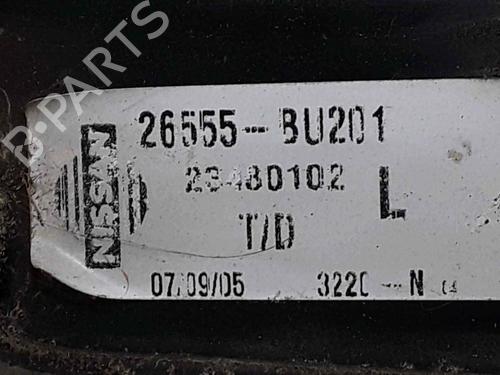 B-PARTS
NISSAN
26555-BU201
23480102
L
T/D
07/09/05 3220 -- N